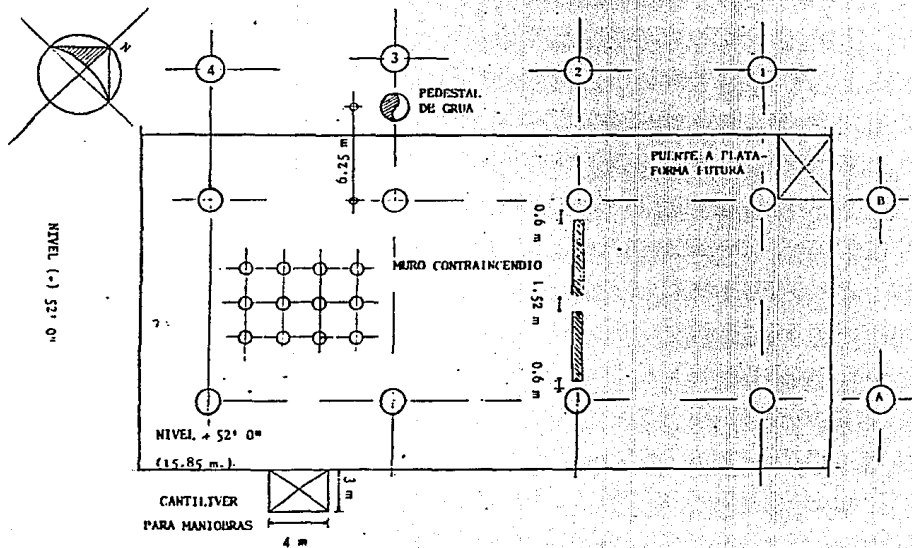 N
4
3
2
1
PEDESTAL
DE GRUA
6.25 m
PUENTE A PLATA-
FORMA FUTURA
B
NIVEL (+) 52' 0"
MURO CONTRAINCENDIO
0.6 m
1.52 m
0.6 m
A
NIVEL + 52' 0"
(15.85 m.)
CANTILIVER
PARA MANIOBRAS
3 m
4 m